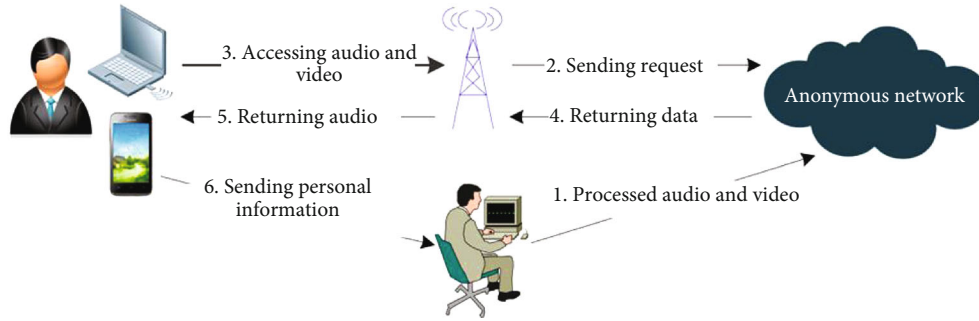 3. Accessing audio and
video
2. Sending request
Anonymous network
5. Returning audio
4. Returning data
6. Sending personal
information
1. Processed audio and video